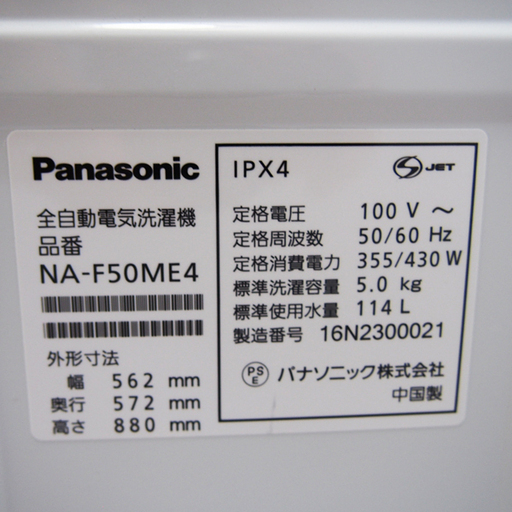 Panasonic
全自動電気洗濯機
品番
NA-F50ME4
外形寸法
幅 562 mm
奥行 572 mm
高さ 880 mm
IPX4
S JET
定格電圧 100 V ～
定格周波数 50/60 Hz
定格消費電力 355/430 W
標準洗濯容量 5.0 kg
標準使用水量 114 L
製造番号 16N2300021
PS E パナソニック株式会社
中国製